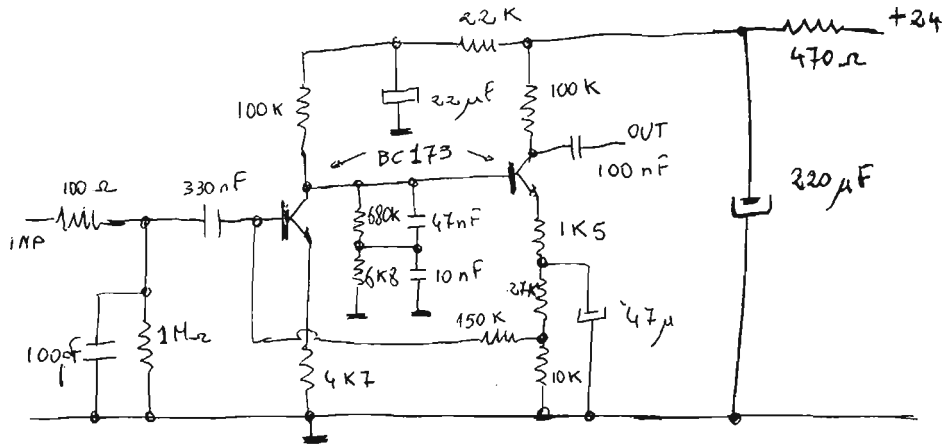 22K
+24
470Ω
100K
22µF
100K
OUT
BC173
100nF
100Ω
330nF
INP
680k
47nF
1K5
220µF
6K8
10nF
27K
47µ
150K
1MΩ
100pF
4K7
10K